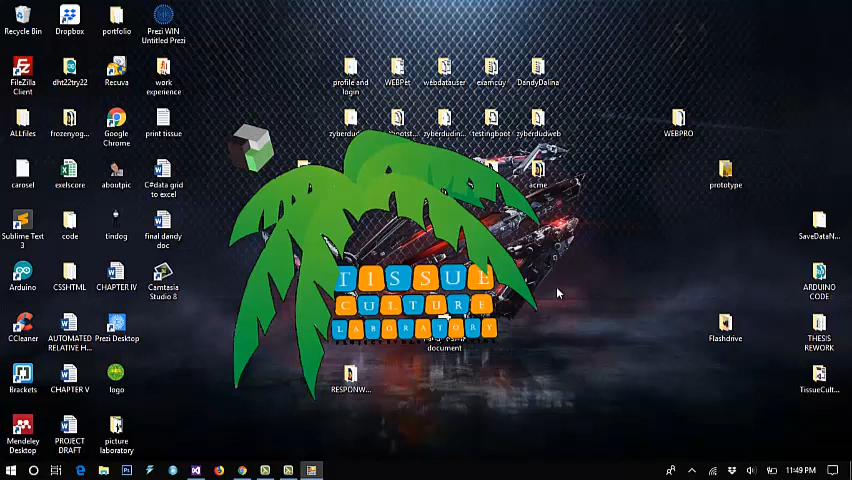 Recycle Bin
Dropbox
portfolio
Prezi WIN
Untitled Prezi
FileZilla
Client
dht22try22
Recuva
work
experience
profile and
login
WEBPet
webdatauser
examcuy
DandyDalina
ALLfiles
frozenyog...
Google
Chrome
print tissue
testingboot
zyberdudweb
WEBPRO
carosel
exelscore
aboutpic
C#data grid
to excel
acme
prototype
Sublime Text
3
code
tindog
final dandy
doc
SaveDataN...
TISSUE
CULTURE
LABORATORY
Arduino
CSSHTML
CHAPTER IV
Camtasia
Studio 8
ARDUINO
CODE
CCleaner
AUTOMATED
RELATIVE H...
Prezi Desktop
document
Flashdrive
THESIS
REWORK
Brackets
CHAPTER V
logo
RESPONW...
TissueCult...
Mendeley
Desktop
PROJECT
DRAFT
picture
laboratory
11:49 PM